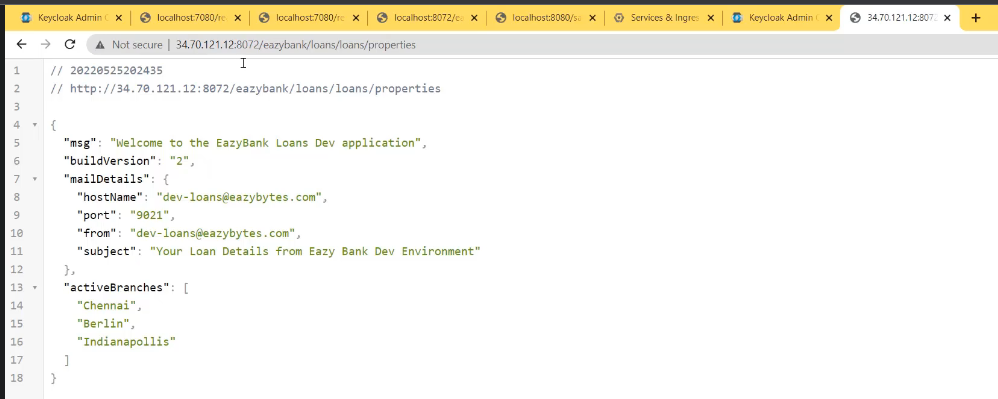 Keycloak Admin C
localhost:7080/re
localhost:7080/re
localhost:8072/ea
localhost:8080/sa
Services & Ingres
Keycloak Admin C
34.70.121.12:8072
Not secure | 34.70.121.12:8072/eazybank/loans/loans/properties
1 // 20220525202435
2 // http://34.70.121.12:8072/eazybank/loans/loans/properties
3
4 {
5 "msg": "Welcome to the EazyBank Loans Dev application",
6 "buildVersion": "2",
7 "mailDetails": {
8 "hostName": "dev-loans@eazybytes.com",
9 "port": "9021",
10 "from": "dev-loans@eazybytes.com",
11 "subject": "Your Loan Details from Eazy Bank Dev Environment"
12 },
13 "activeBranches": [
14 "Chennai",
15 "Berlin",
16 "Indianapollis"
17 ]
18 }